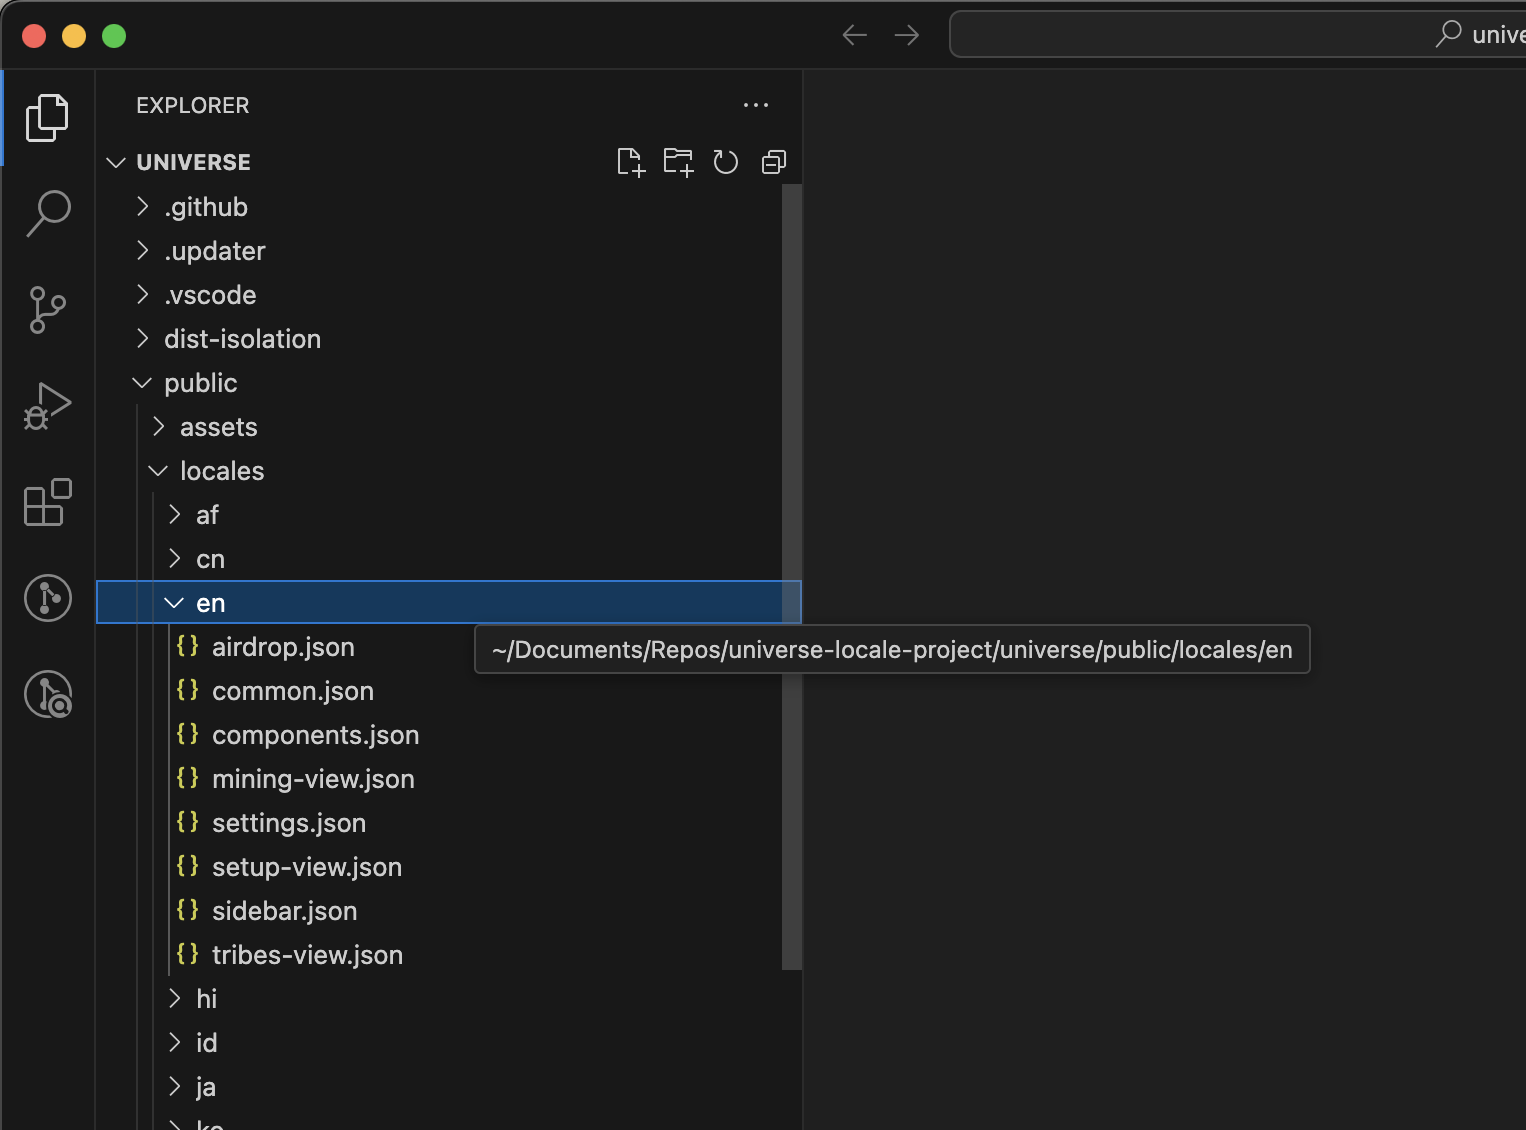 unive
EXPLORER
UNIVERSE
.github
.updater
.vscode
dist-isolation
public
assets
locales
af
cn
en
airdrop.json
~/Documents/Repos/universe-locale-project/universe/public/locales/en
common.json
components.json
mining-view.json
settings.json
setup-view.json
sidebar.json
tribes-view.json
hi
id
ja